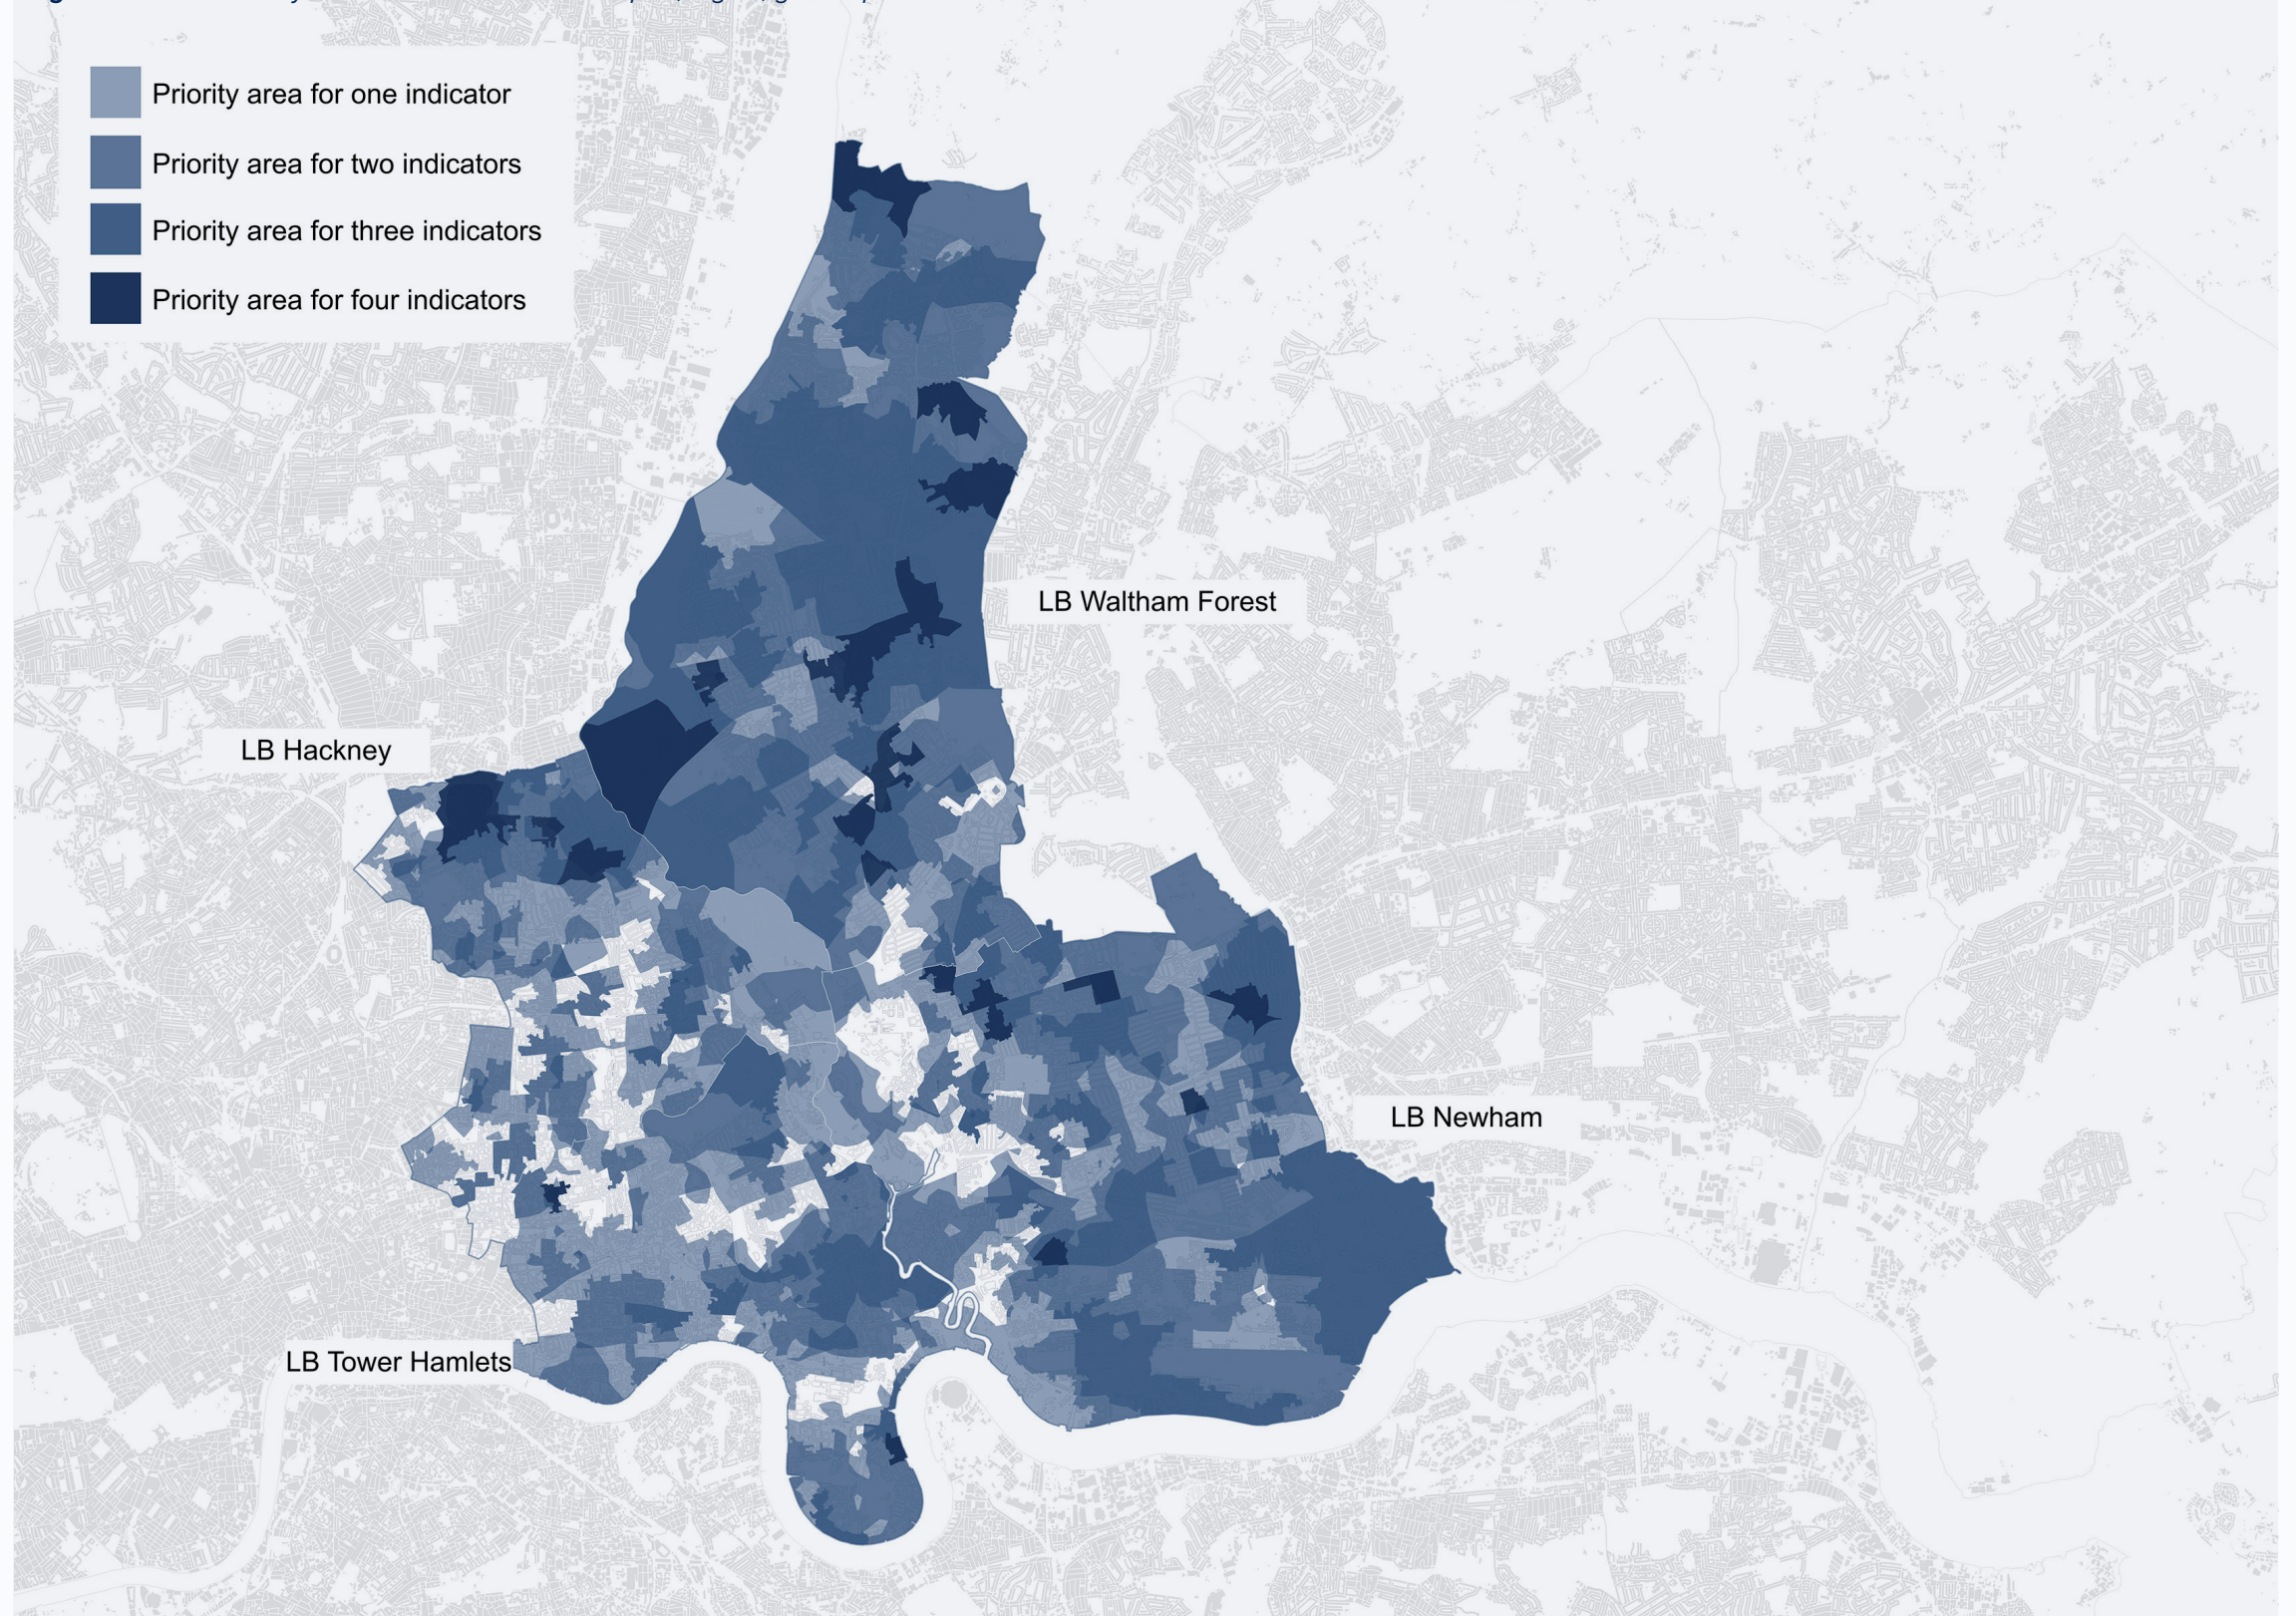 Priority area for one indicator
Priority area for two indicators
Priority area for three indicators
Priority area for four indicators
LB Waltham Forest
LB Hackney
LB Newham
LB Tower Hamlets